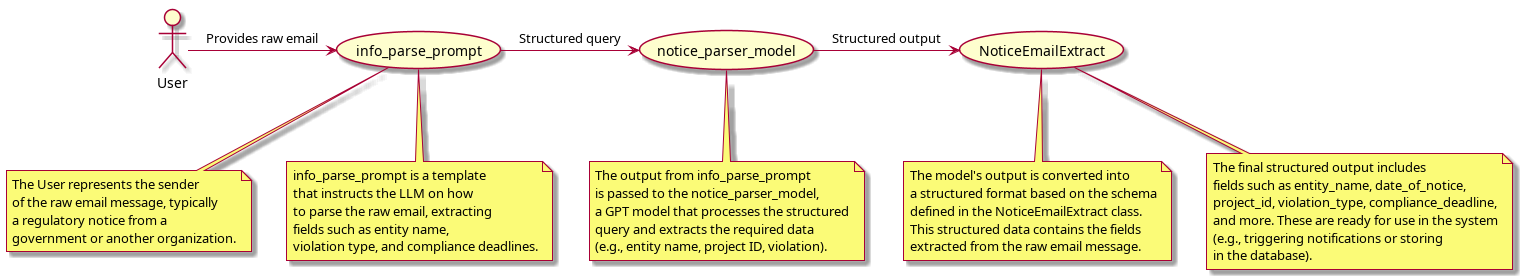 User
Provides raw email
info_parse_prompt
Structured query
notice_parser_model
Structured output
NoticeEmailExtract
The User represents the sender
of the raw email message, typically
a regulatory notice from a
government or another organization.
info_parse_prompt is a template
that instructs the LLM on how
to parse the raw email, extracting
fields such as entity name,
violation type, and compliance deadlines.
The output from info_parse_prompt
is passed to the notice_parser_model,
a GPT model that processes the structured
query and extracts the required data
(e.g., entity name, project ID, violation).
The model's output is converted into
a structured format based on the schema
defined in the NoticeEmailExtract class.
This structured data contains the fields
extracted from the raw email message.
The final structured output includes
fields such as entity_name, date_of_notice,
project_id, violation_type, compliance_deadline,
and more. These are ready for use in the system
(e.g., triggering notifications or storing
in the database).